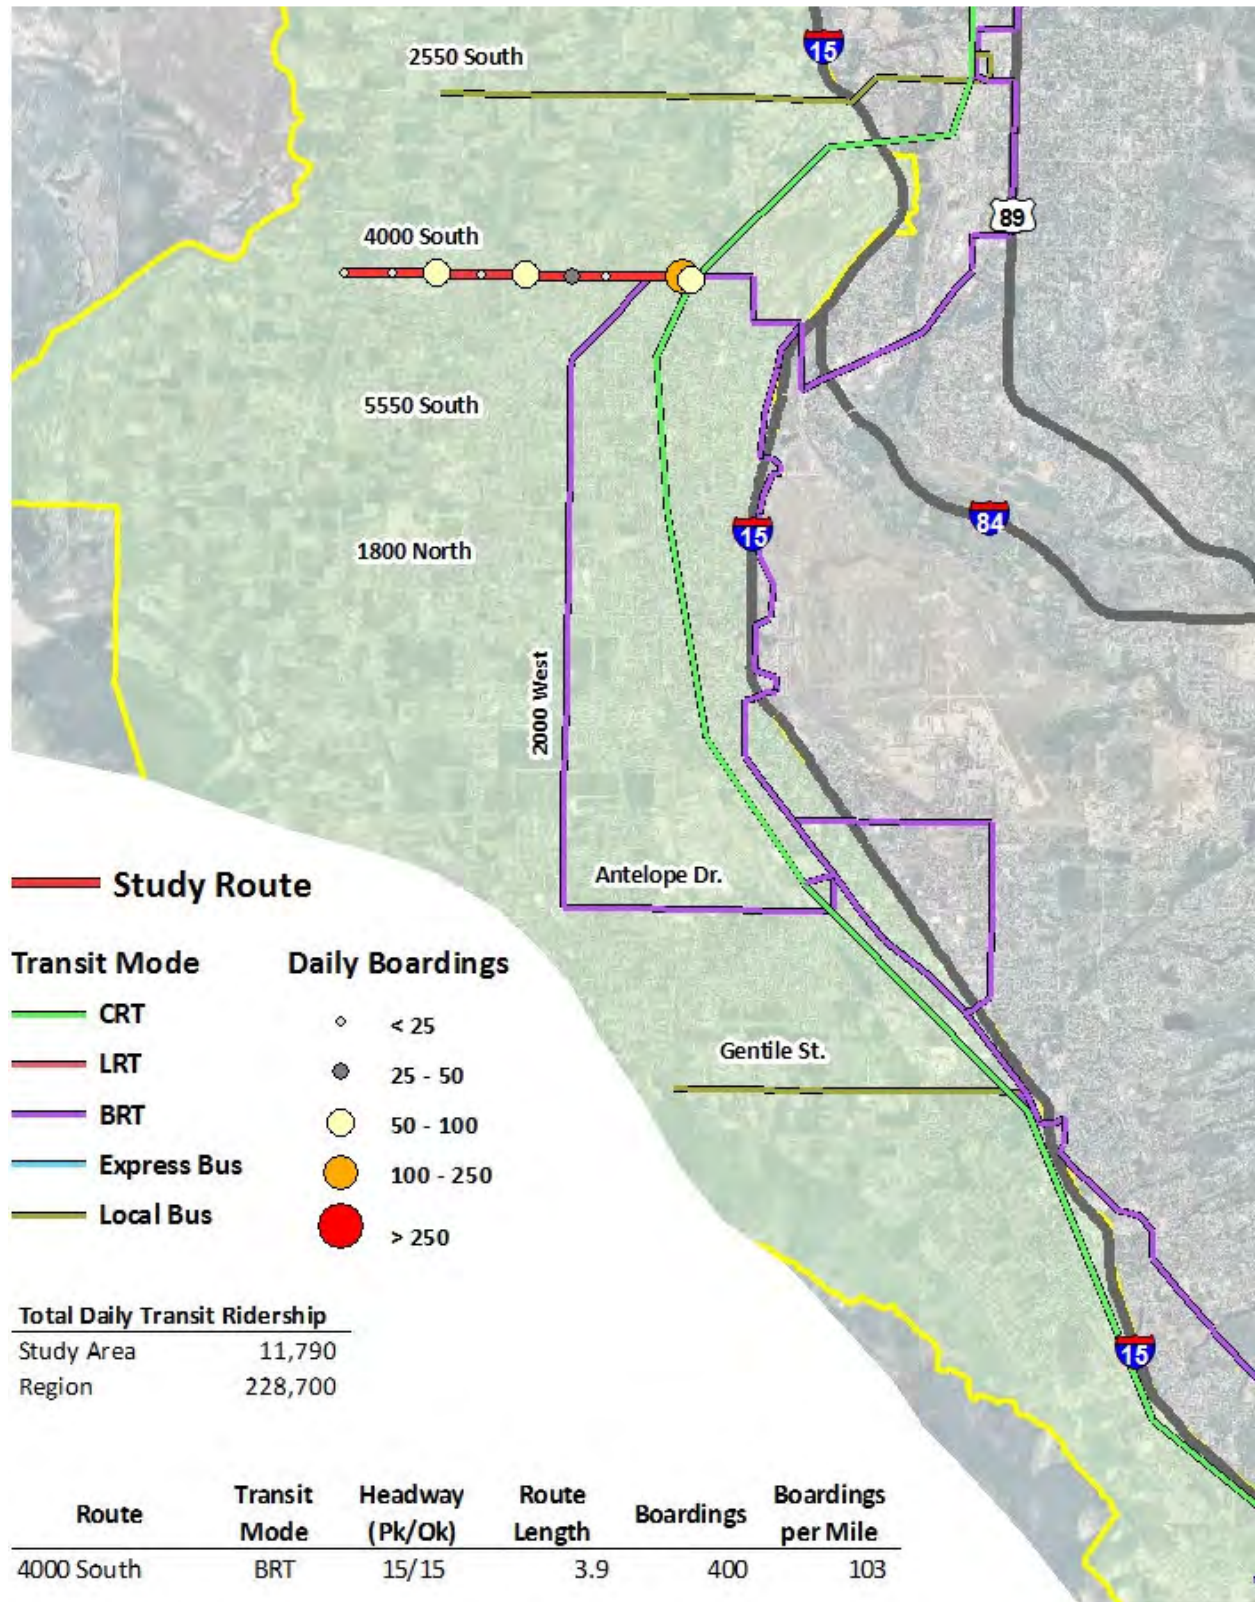 15
2550 South
89
4000 South
5550 South
84
15
1800 North
2000 West
Study Route
Antelope Dr.
Transit Mode
Daily Boardings
CRT
< 25
LRT
25 - 50
Gentile St.
BRT
50 - 100
Express Bus
100 - 250
Local Bus
> 250
Total Daily Transit Ridership
Study Area 11,790
15
Region 228,700
Route Transit Mode Headway (Pk/Ok) Route Length Boardings Boardings per Mile
4000 South BRT 15/15 3.9 400 103